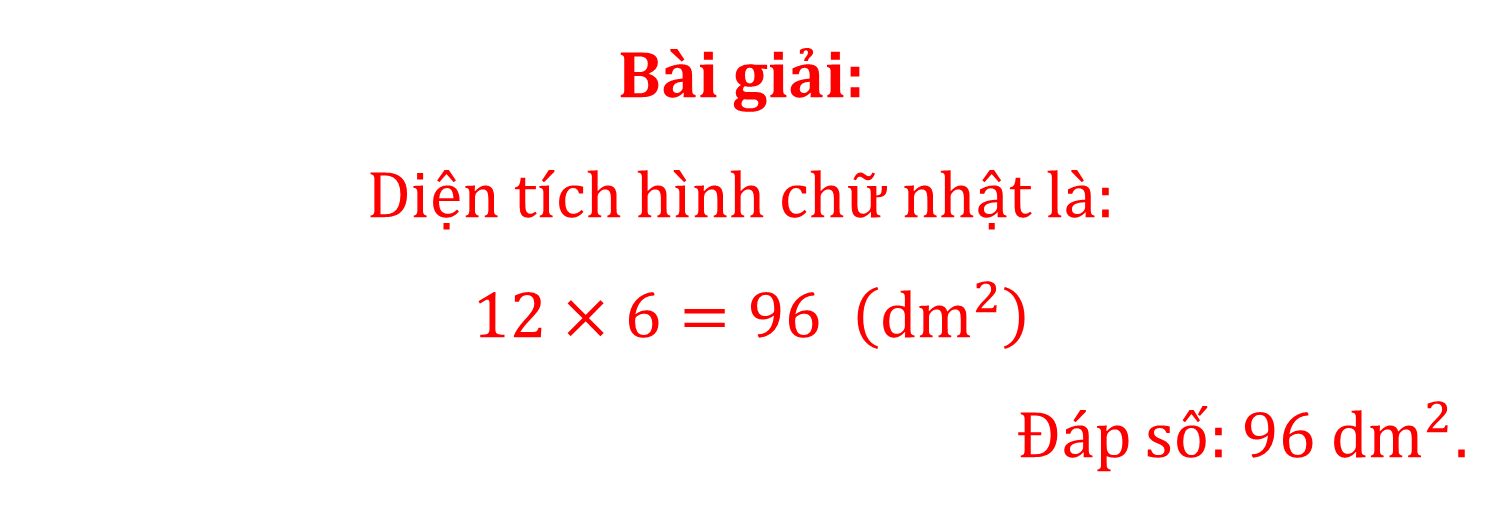 Bài giải:
Diện tích hình chữ nhật là:
12 × 6 = 96 (dm²)
Đáp số: 96 dm².